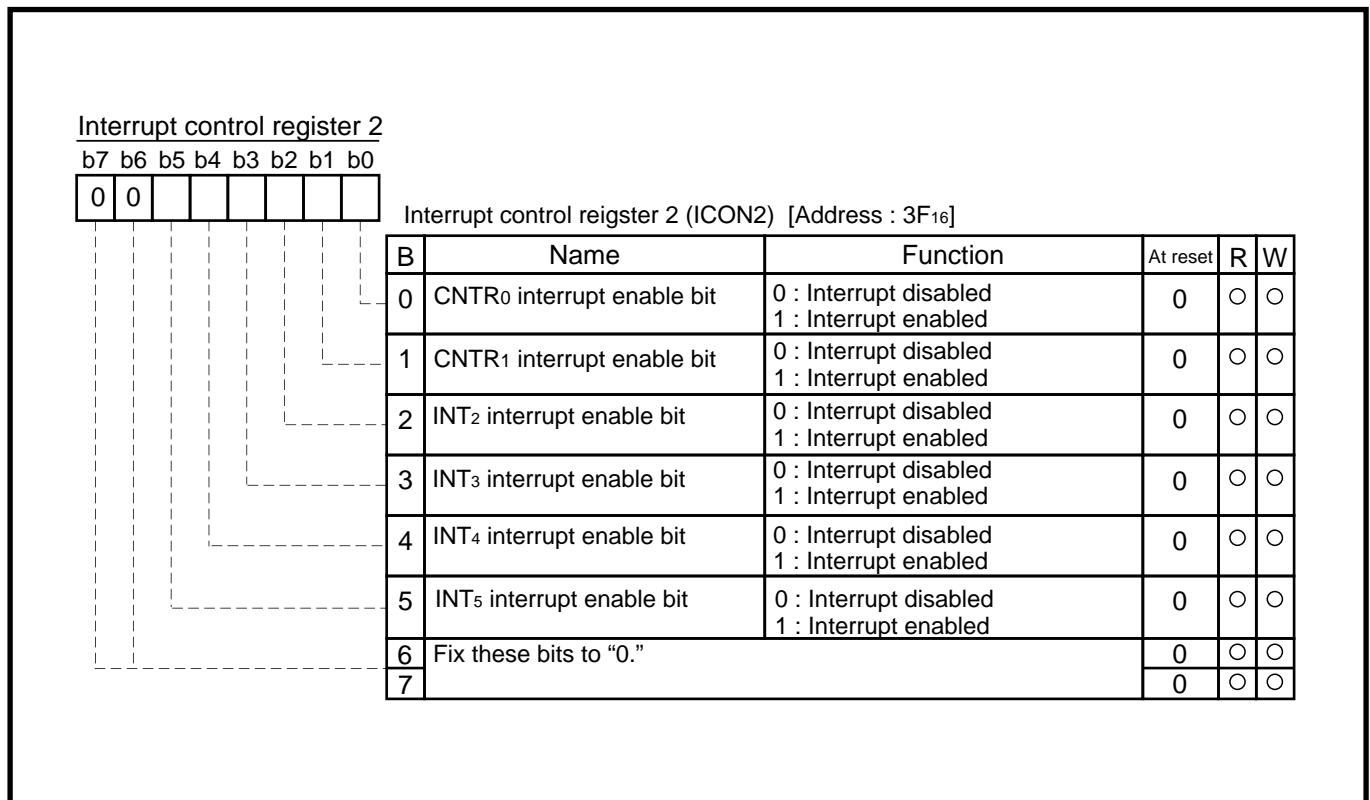 Interrupt control register 2
b7 b6 b5 b4 b3 b2 b1 b0
0 0
Interrupt control reigster 2 (ICON2) [Address : 3F16]
B Name Function At reset R W
0 CNTR0 interrupt enable bit 0 : Interrupt disabled 0 ○ ○
1 : Interrupt enabled
1 CNTR1 interrupt enable bit 0 : Interrupt disabled 0 ○ ○
1 : Interrupt enabled
2 INT2 interrupt enable bit 0 : Interrupt disabled 0 ○ ○
1 : Interrupt enabled
3 INT3 interrupt enable bit 0 : Interrupt disabled 0 ○ ○
1 : Interrupt enabled
4 INT4 interrupt enable bit 0 : Interrupt disabled 0 ○ ○
1 : Interrupt enabled
5 INT5 interrupt enable bit 0 : Interrupt disabled 0 ○ ○
1 : Interrupt enabled
6 Fix these bits to “0.” 0 ○ ○
7 0 ○ ○